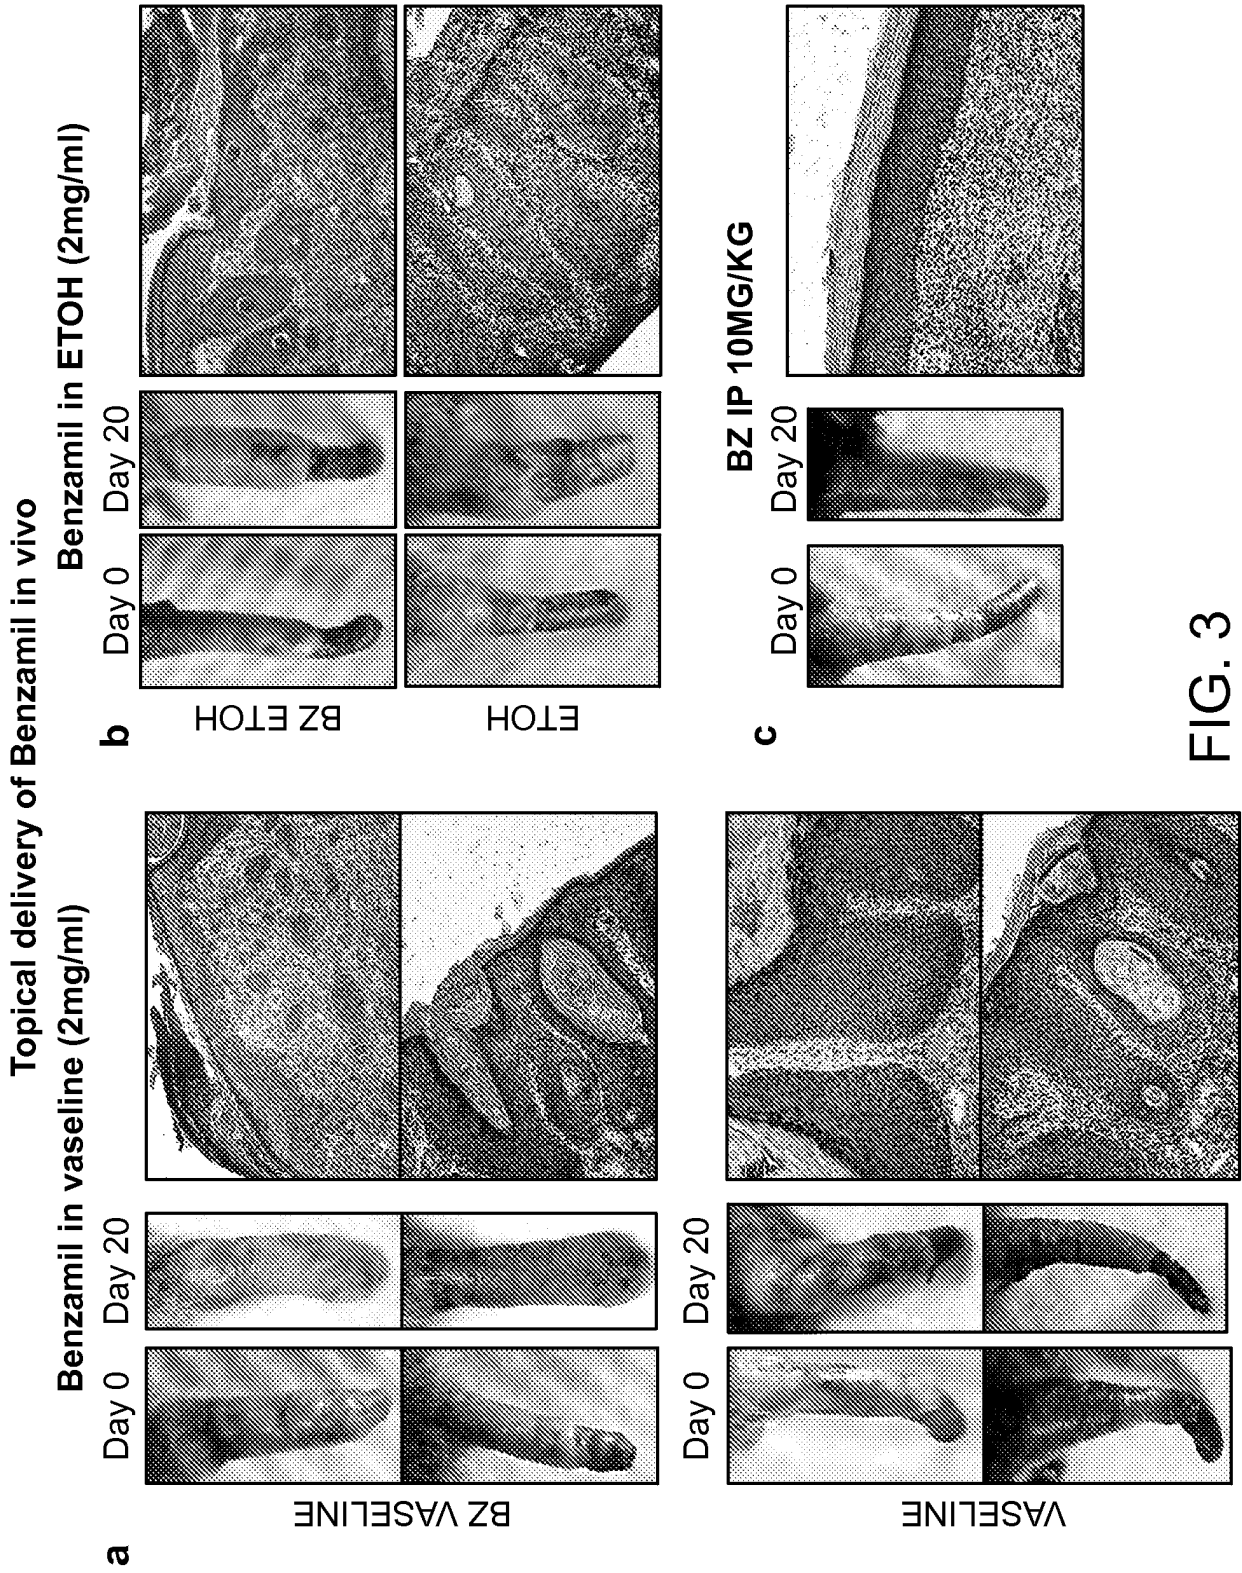 Topical delivery of Benzamil in vivo
a
Benzamil in vaseline (2mg/ml)
Day 0
Day 20
BZ VASELINE
Day 0
Day 20
VASELINE
b
Benzamil in ETOH (2mg/ml)
Day 0
Day 20
BZ ETOH
ETOH
c
BZ IP 10MG/KG
Day 0
Day 20
FIG. 3